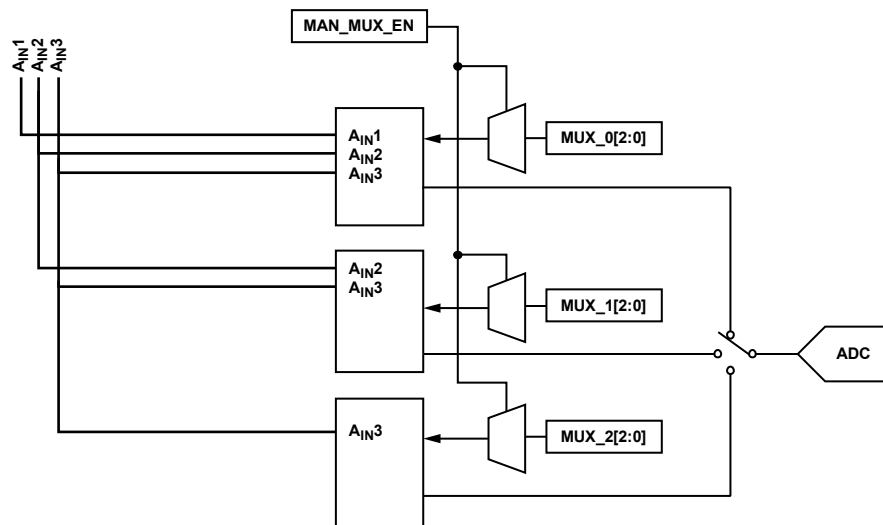 MAN_MUX_EN
AIN1
AIN2
AIN3
AIN1
AIN2
AIN3
MUX_0[2:0]
AIN2
AIN3
MUX_1[2:0]
ADC
AIN3
MUX_2[2:0]